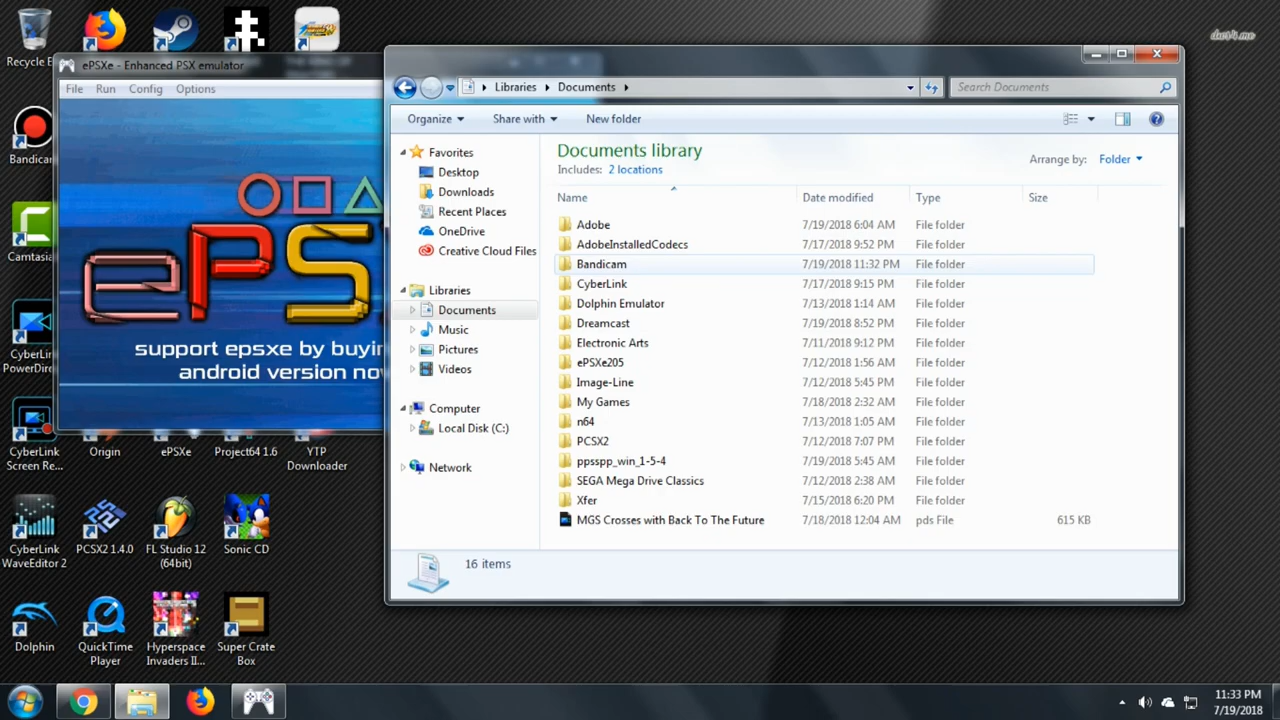 dwrf4.me
Recycle B
ePSXe - Enhanced PSX emulator
File Run Config Options
ePS
support epsxe by buyin
android version now
Bandicam
Camtasia
CyberLink
PowerDire
CyberLink
Screen Re...
Origin
ePSXe
Project64 1.6
YTP
Downloader
CyberLink
WaveEditor 2
PCSX2 1.4.0
FL Studio 12
(64bit)
Sonic CD
Dolphin
QuickTime
Player
Hyperspace
Invaders II...
Super Crate
Box
Libraries Documents
Search Documents
Organize Share with New folder
Documents library
Includes: 2 locations
Arrange by: Folder
Favorites
Desktop
Downloads
Recent Places
OneDrive
Creative Cloud Files
Libraries
Documents
Music
Pictures
Videos
Computer
Local Disk (C:)
Network
Name Date modified Type Size
Adobe 7/19/2018 6:04 AM File folder
AdobeInstalledCodecs 7/17/2018 9:52 PM File folder
Bandicam 7/19/2018 11:32 PM File folder
CyberLink 7/17/2018 9:15 PM File folder
Dolphin Emulator 7/13/2018 1:14 AM File folder
Dreamcast 7/19/2018 8:52 PM File folder
Electronic Arts 7/11/2018 9:12 PM File folder
ePSXe205 7/12/2018 1:56 AM File folder
Image-Line 7/12/2018 5:45 PM File folder
My Games 7/18/2018 2:32 AM File folder
n64 7/13/2018 1:05 AM File folder
PCSX2 7/12/2018 7:07 PM File folder
ppsspp_win_1-5-4 7/19/2018 5:45 AM File folder
SEGA Mega Drive Classics 7/12/2018 2:38 AM File folder
Xfer 7/15/2018 6:20 PM File folder
MGS Crosses with Back To The Future 7/18/2018 12:04 AM pds File 615 KB
16 items
11:33 PM
7/19/2018